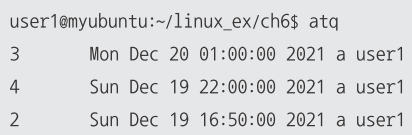 user1@myubuntu:~/linux_ex/ch6$ atq
3 Mon Dec 20 01:00:00 2021 a user1
4 Sun Dec 19 22:00:00 2021 a user1
2 Sun Dec 19 16:50:00 2021 a user1